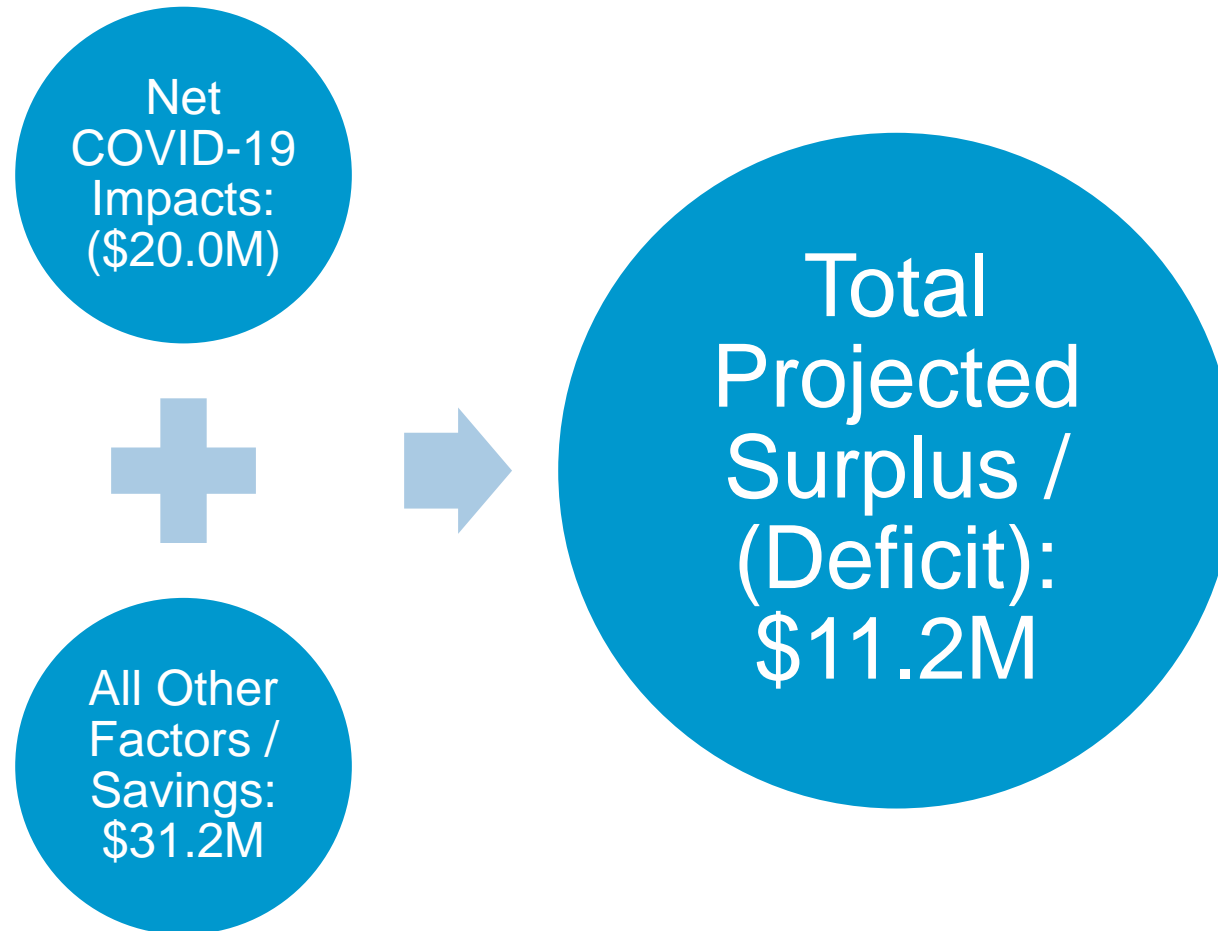 Net
COVID-19
Impacts:
($20.0M)
All Other
Factors /
Savings:
$31.2M
Total
Projected
Surplus /
(Deficit):
$11.2M